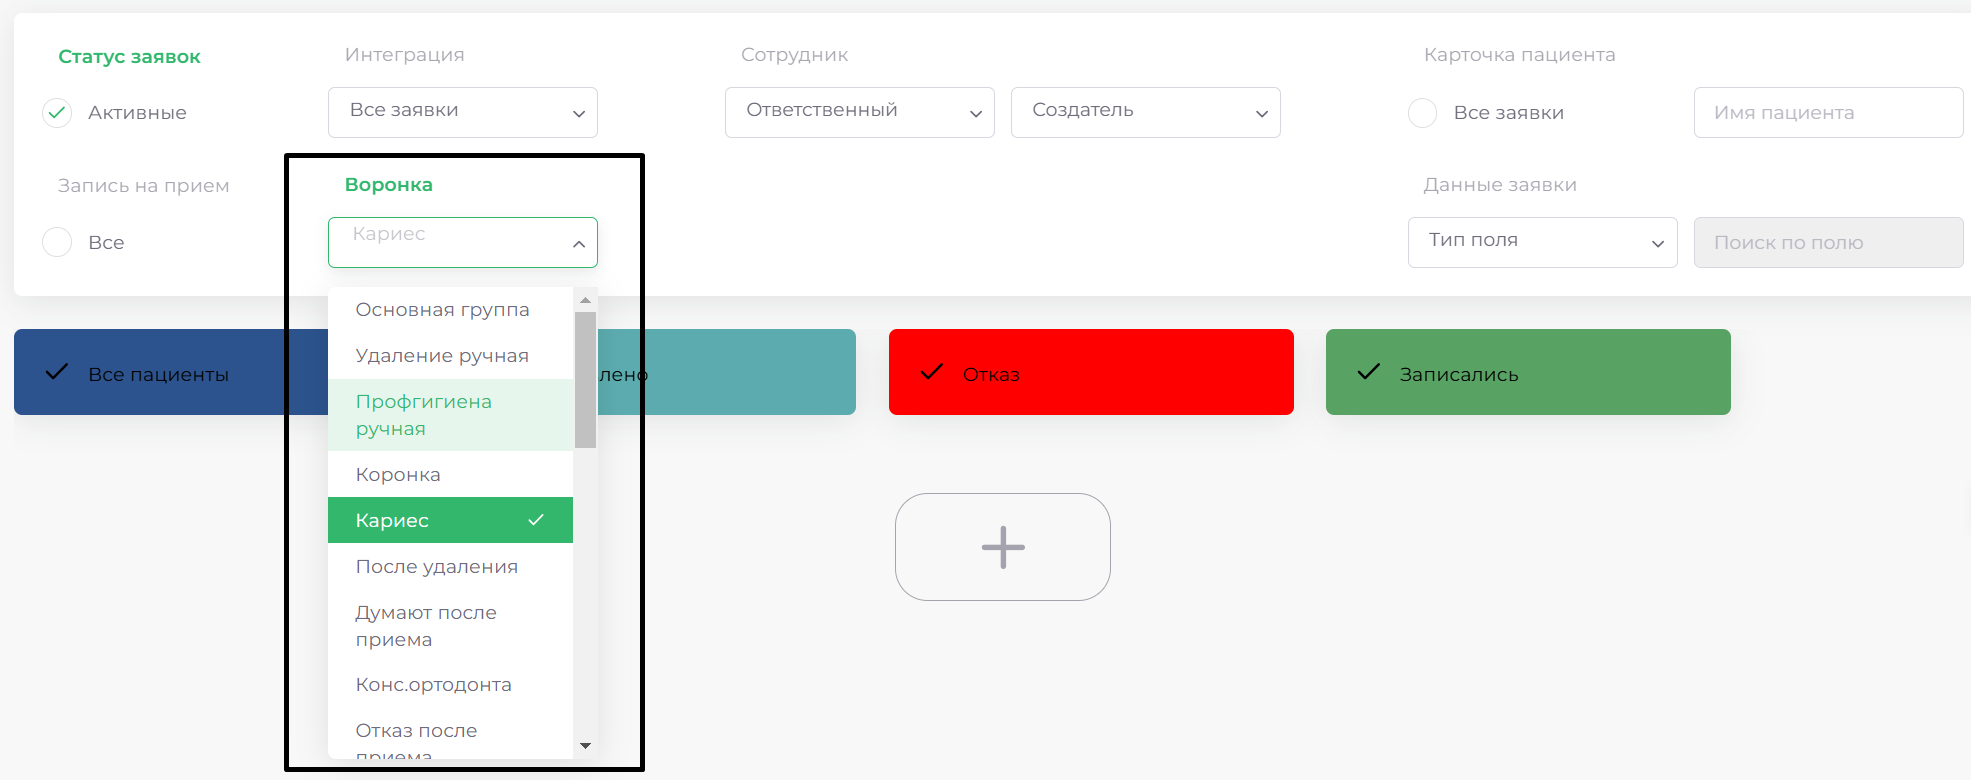 Статус заявок
Интеграция
Сотрудник
Карточка пациента
Активные
Все заявки
Ответственный
Создатель
Все заявки
Имя пациента
Запись на прием
Воронка
Данные заявки
Все
Кариес
Тип поля
Поиск по полю
Основная группа
Удаление ручная
Профгигиена
ручная
Коронка
Кариес
После удаления
Думают после
приема
Конс.ортодонта
Отказ после
приема
Все пациенты
лено
Отказ
Записались